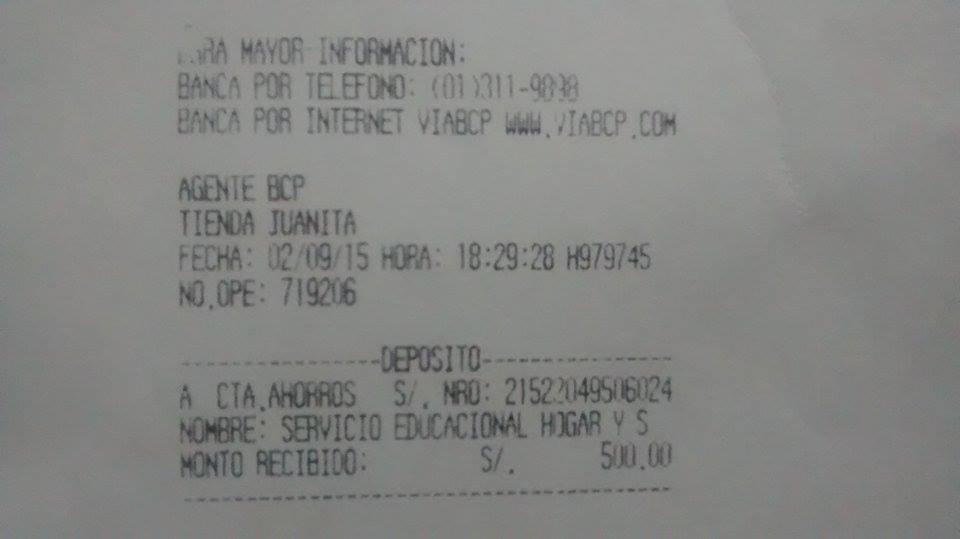 PARA MAYOR INFORMACION:
BANCA POR TELEFONO: (01)311-9898
BANCA POR INTERNET VIABCP WWW.VIABCP.COM
AGENTE BCP
TIENDA JUANITA
FECHA: 02/09/15 HORA: 18:29:28 H979745
NO.OPE: 719206
--------------------DEPOSITO-------------------
A CTA.AHORROS S/. NRO: 21522049506024
NOMBRE: SERVICIO EDUCACIONAL HOGAR Y S
MONTO RECIBIDO: S/. 500.00